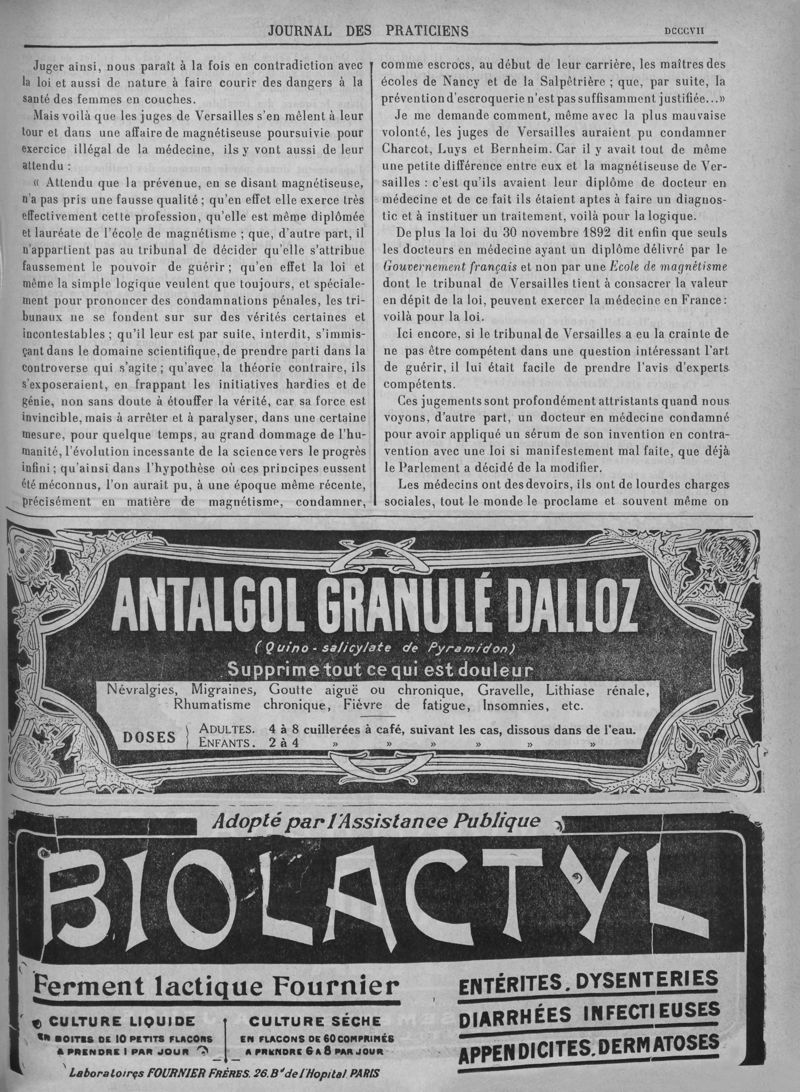 JOURNAL DES PRATICIENS
DCCCVII
Juger ainsi, nous paraît à la fois en contradiction avec
la loi et aussi de nature à faire courir des dangers à la
santé des femmes en couches.
Mais voilà que les juges de Versailles s'en mêlent à leur
tour et dans une affaire de magnétiseuse poursuivie pour
exercice illégal de la médecine, ils y vont aussi de leur
attendu :
« Attendu que la prévenue, en se disant magnétiseuse,
n'a pas pris une fausse qualité ; qu'en effet elle exerce très
effectivement cette profession, qu'elle est même diplômée
et lauréate de l'école de magnétisme ; que, d'autre part, il
n'appartient pas au tribunal de décider qu'elle s'attribue
faussement le pouvoir de guérir ; qu'en effet la loi et
même la simple logique veulent que toujours, et spéciale-
ment pour prononcer des condamnations pénales, les tri-
bunaux ne se fondent sur sur des vérités certaines et
incontestables ; qu'il leur est par suite, interdit, s'immis-
çant dans le domaine scientifique, de prendre parti dans la
controverse qui s'agite ; qu'avec la théorie contraire, ils
s'exposeraient, en frappant les initiatives hardies et de
génie, non sans doute à étouffer la vérité, car sa force est
invincible, mais à arrêter et à paralyser, dans une certaine
mesure, pour quelque temps, au grand dommage de l'hu-
manité, l'évolution incessante de la science vers le progrès
infini ; qu'ainsi dans l'hypothèse où ces principes eussent
été méconnus, l'on aurait pu, à une époque même récente,
précisément en matière de magnétisme, condamner,
comme escrocs, au début de leur carrière, les maîtres des
écoles de Nancy et de la Salpêtrière ; que, par suite, la
prévention d'escroquerie n'est pas suffisamment justifiée...»
Je me demande comment, même avec la plus mauvaise
volonté, les juges de Versailles auraient pu condamner
Charcot, Luys et Bernheim. Car il y avait tout de même
une petite différence entre eux et la magnétiseuse de Ver-
sailles : c'est qu'ils avaient leur diplôme de docteur en
médecine et de ce fait ils étaient aptes à faire un diagnos-
tic et à instituer un traitement, voilà pour la logique.
De plus la loi du 30 novembre 1892 dit enfin que seuls
les docteurs en médecine ayant un diplôme délivré par le
Gouvernement français et non par une Ecole de magnétisme
dont le tribunal de Versailles tient à consacrer la valeur
en dépit de la loi, peuvent exercer la médecine en France :
voilà pour la loi.
Ici encore, si le tribunal de Versailles a eu la crainte de
ne pas être compétent dans une question intéressant l'art
de guérir, il lui était facile de prendre l'avis d'experts
compétents.
Ces jugements sont profondément attristants quand nous
voyons, d'autre part, un docteur en médecine condamné
pour avoir appliqué un sérum de son invention en contra-
vention avec une loi si manifestement mal faite, que déjà
le Parlement a décidé de la modifier.
Les médecins ont des devoirs, ils ont de lourdes charges
sociales, tout le monde le proclame et souvent même on
ANTALGOL GRANULÉ DALLOZ
(Quino-salicylate de Pyramidon)
Supprime tout ce qui est douleur
Névralgies, Migraines, Goutte aiguë ou chronique, Gravelle, Lithiase rénale,
Rhumatisme chronique, Fièvre de fatigue, Insomnies, etc.
DOSES
ADULTES. 4 à 8 cuillerées à café, suivant les cas, dissous dans de l'eau.
ENFANTS. 2 à 4 » » » » » »
Adopté par l'Assistance Publique
BIOLACTYL
Ferment lactique Fournier
CULTURE LIQUIDE
EN BOITES DE 10 PETITS FLACONS
A PRENDRE 1 PAR JOUR
CULTURE SÉCHE
EN FLACONS DE 60 COMPRIMÉS
A PRENDRE 6 A 8 PAR JOUR
Laboratoires FOURNIER FRÈRES. 26. Bd de l'Hopital. PARIS
ENTÉRITES. DYSENTERIES
DIARRHÉES INFECTIEUSES
APPENDICITES. DERMATOSES